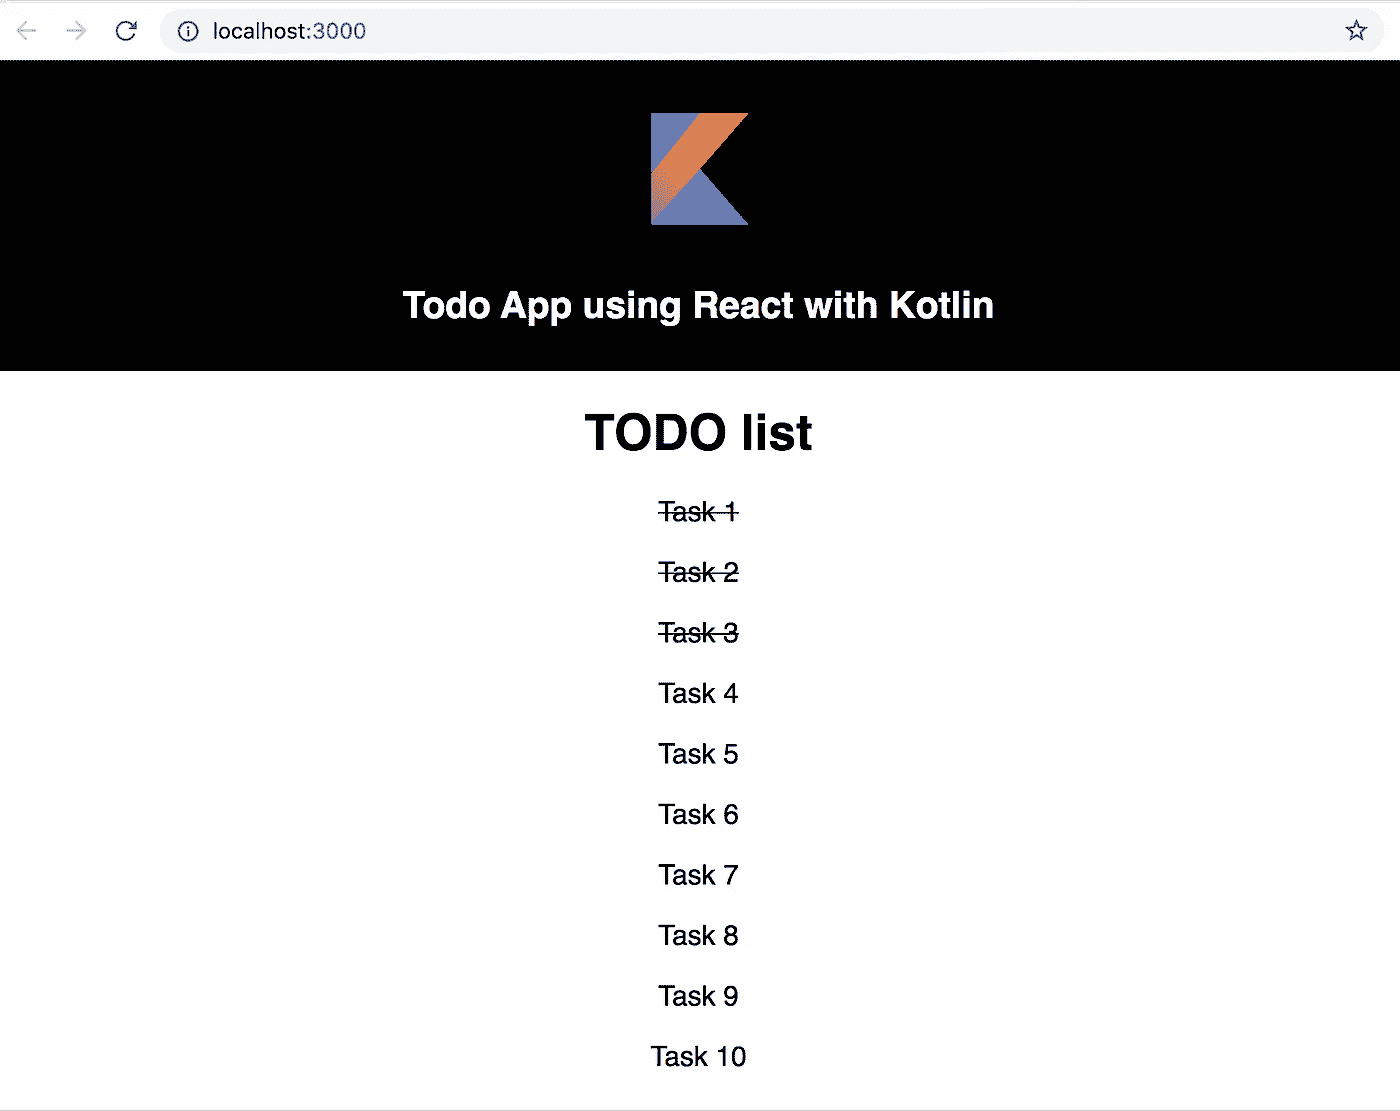 localhost:3000
Todo App using React with Kotlin
TODO list
Task 1
Task 2
Task 3
Task 4
Task 5
Task 6
Task 7
Task 8
Task 9
Task 10